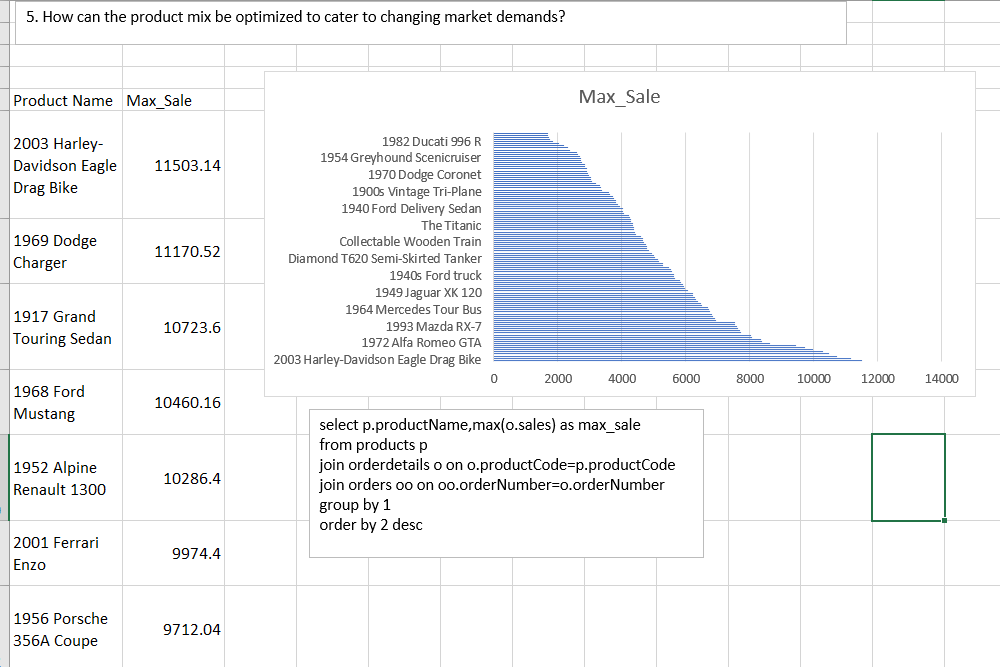 5. How can the product mix be optimized to cater to changing market demands?
Product Name Max_Sale
2003 Harley-
Davidson Eagle
Drag Bike
11503.14
1969 Dodge
Charger
11170.52
1917 Grand
Touring Sedan
10723.6
1968 Ford
Mustang
10460.16
1952 Alpine
Renault 1300
10286.4
2001 Ferrari
Enzo
9974.4
1956 Porsche
356A Coupe
9712.04
Max_Sale
1982 Ducati 996 R
1954 Greyhound Scenicruiser
1970 Dodge Coronet
1900s Vintage Tri-Plane
1940 Ford Delivery Sedan
The Titanic
Collectable Wooden Train
Diamond T620 Semi-Skirted Tanker
1940s Ford truck
1949 Jaguar XK 120
1964 Mercedes Tour Bus
1993 Mazda RX-7
1972 Alfa Romeo GTA
2003 Harley-Davidson Eagle Drag Bike
0 2000 4000 6000 8000 10000 12000 14000
select p.productName,max(o.sales) as max_sale
from products p
join orderdetails o on o.productCode=p.productCode
join orders oo on oo.orderNumber=o.orderNumber
group by 1
order by 2 desc